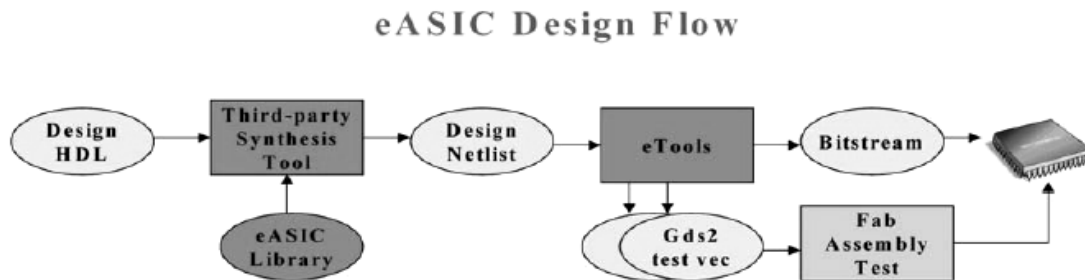 eASIC Design Flow
Design
HDL
Third-party
Synthesis
Tool
Design
Netlist
eTools
Bitstream
eASIC
Library
Gds2
test vec
Fab
Assembly
Test